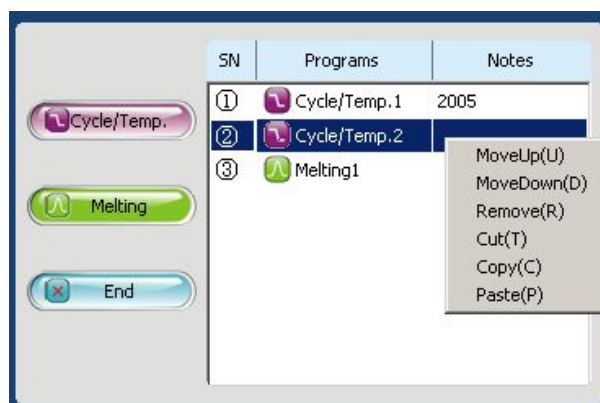 SN Programs Notes
① Cycle/Temp.1 2005
② Cycle/Temp.2
③ Melting1
Cycle/Temp.
Melting
End
MoveUp(U)
MoveDown(D)
Remove(R)
Cut(T)
Copy(C)
Paste(P)